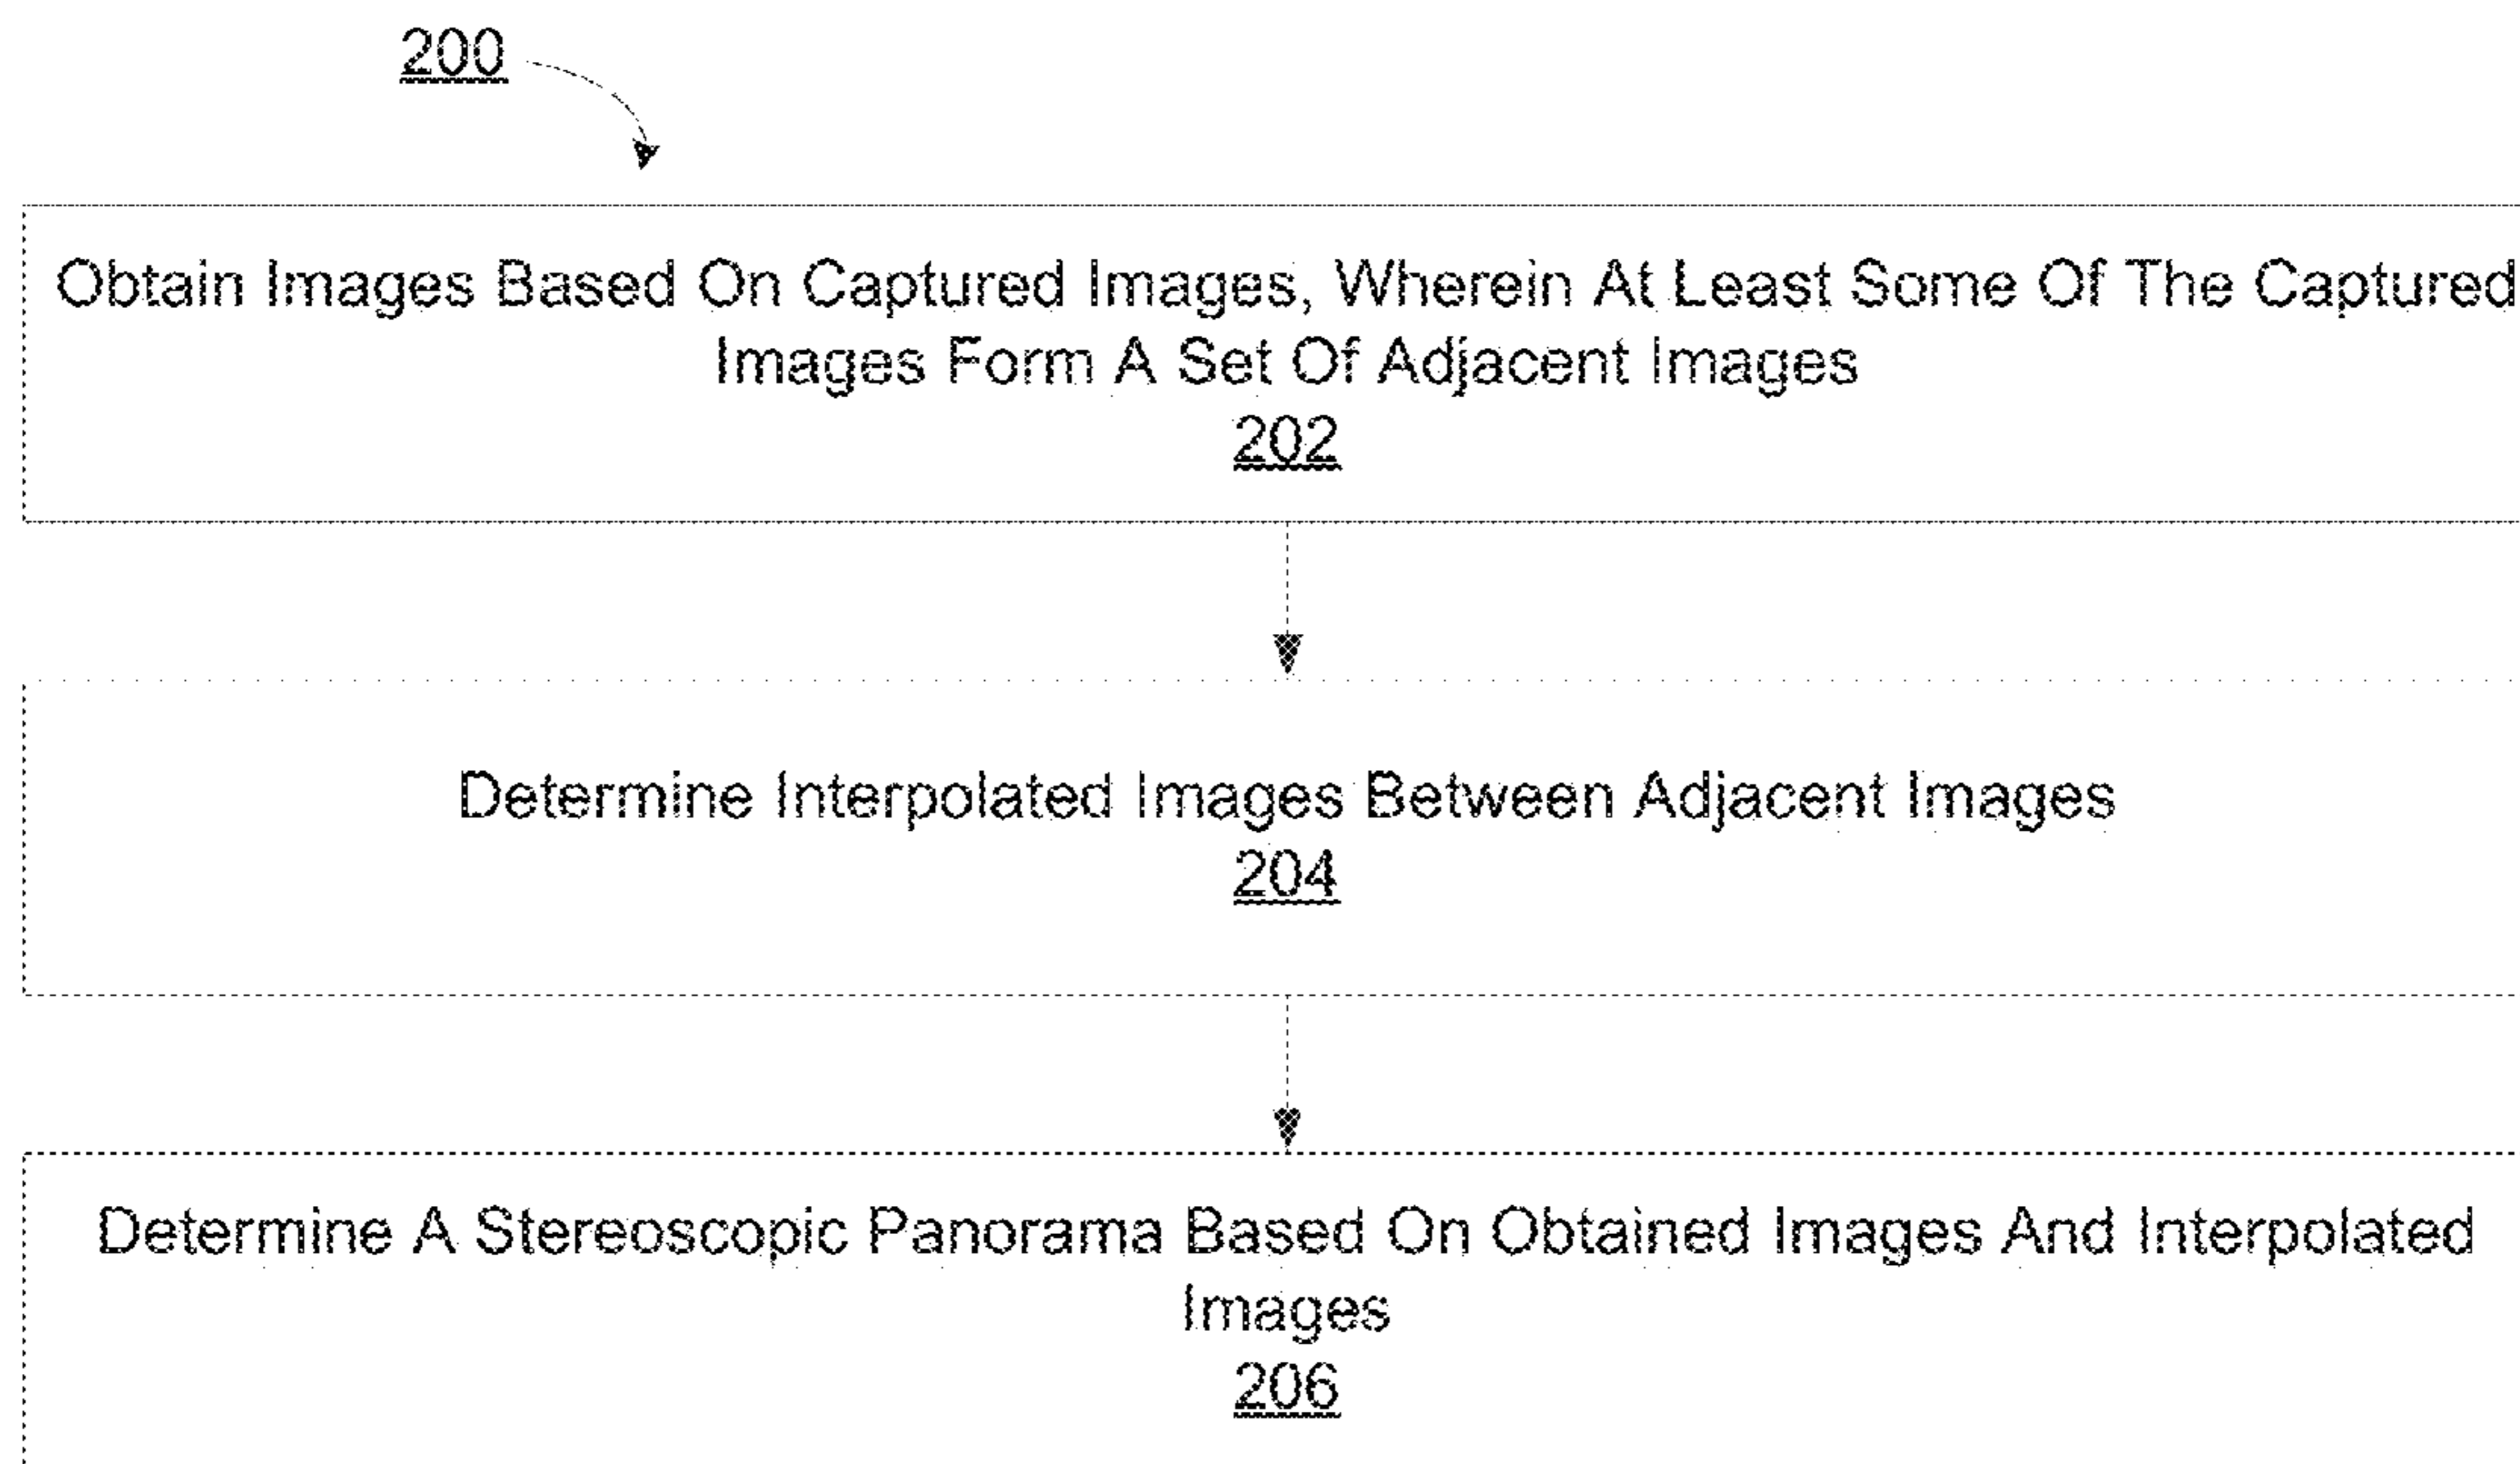 200
Obtain Images Based On Captured Images, Wherein At Least Some Of The Captured
Images Form A Set Of Adjacent Images
202
Determine Interpolated Images Between Adjacent Images
204
Determine A Stereoscopic Panorama Based On Obtained Images And Interpolated
Images
206